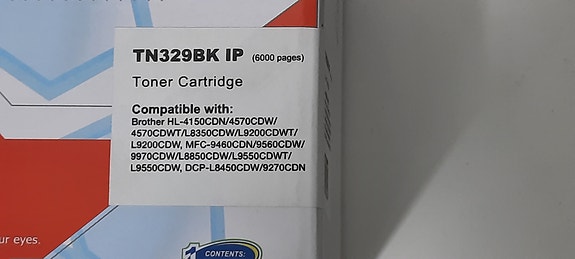 TN329BK IP (6000 pages)
Toner Cartridge
Compatible with:
Brother HL-4150CDN/4570CDW/
4570CDWT/L8350CDW/L9200CDWT/
L9200CDW, MFC-9460CDN/9560CDW/
9970CDW/L8850CDW/L9550CDWT/
L9550CDW, DCP-L8450CDW/9270CDN
ur eyes.
1
CONTENTS: